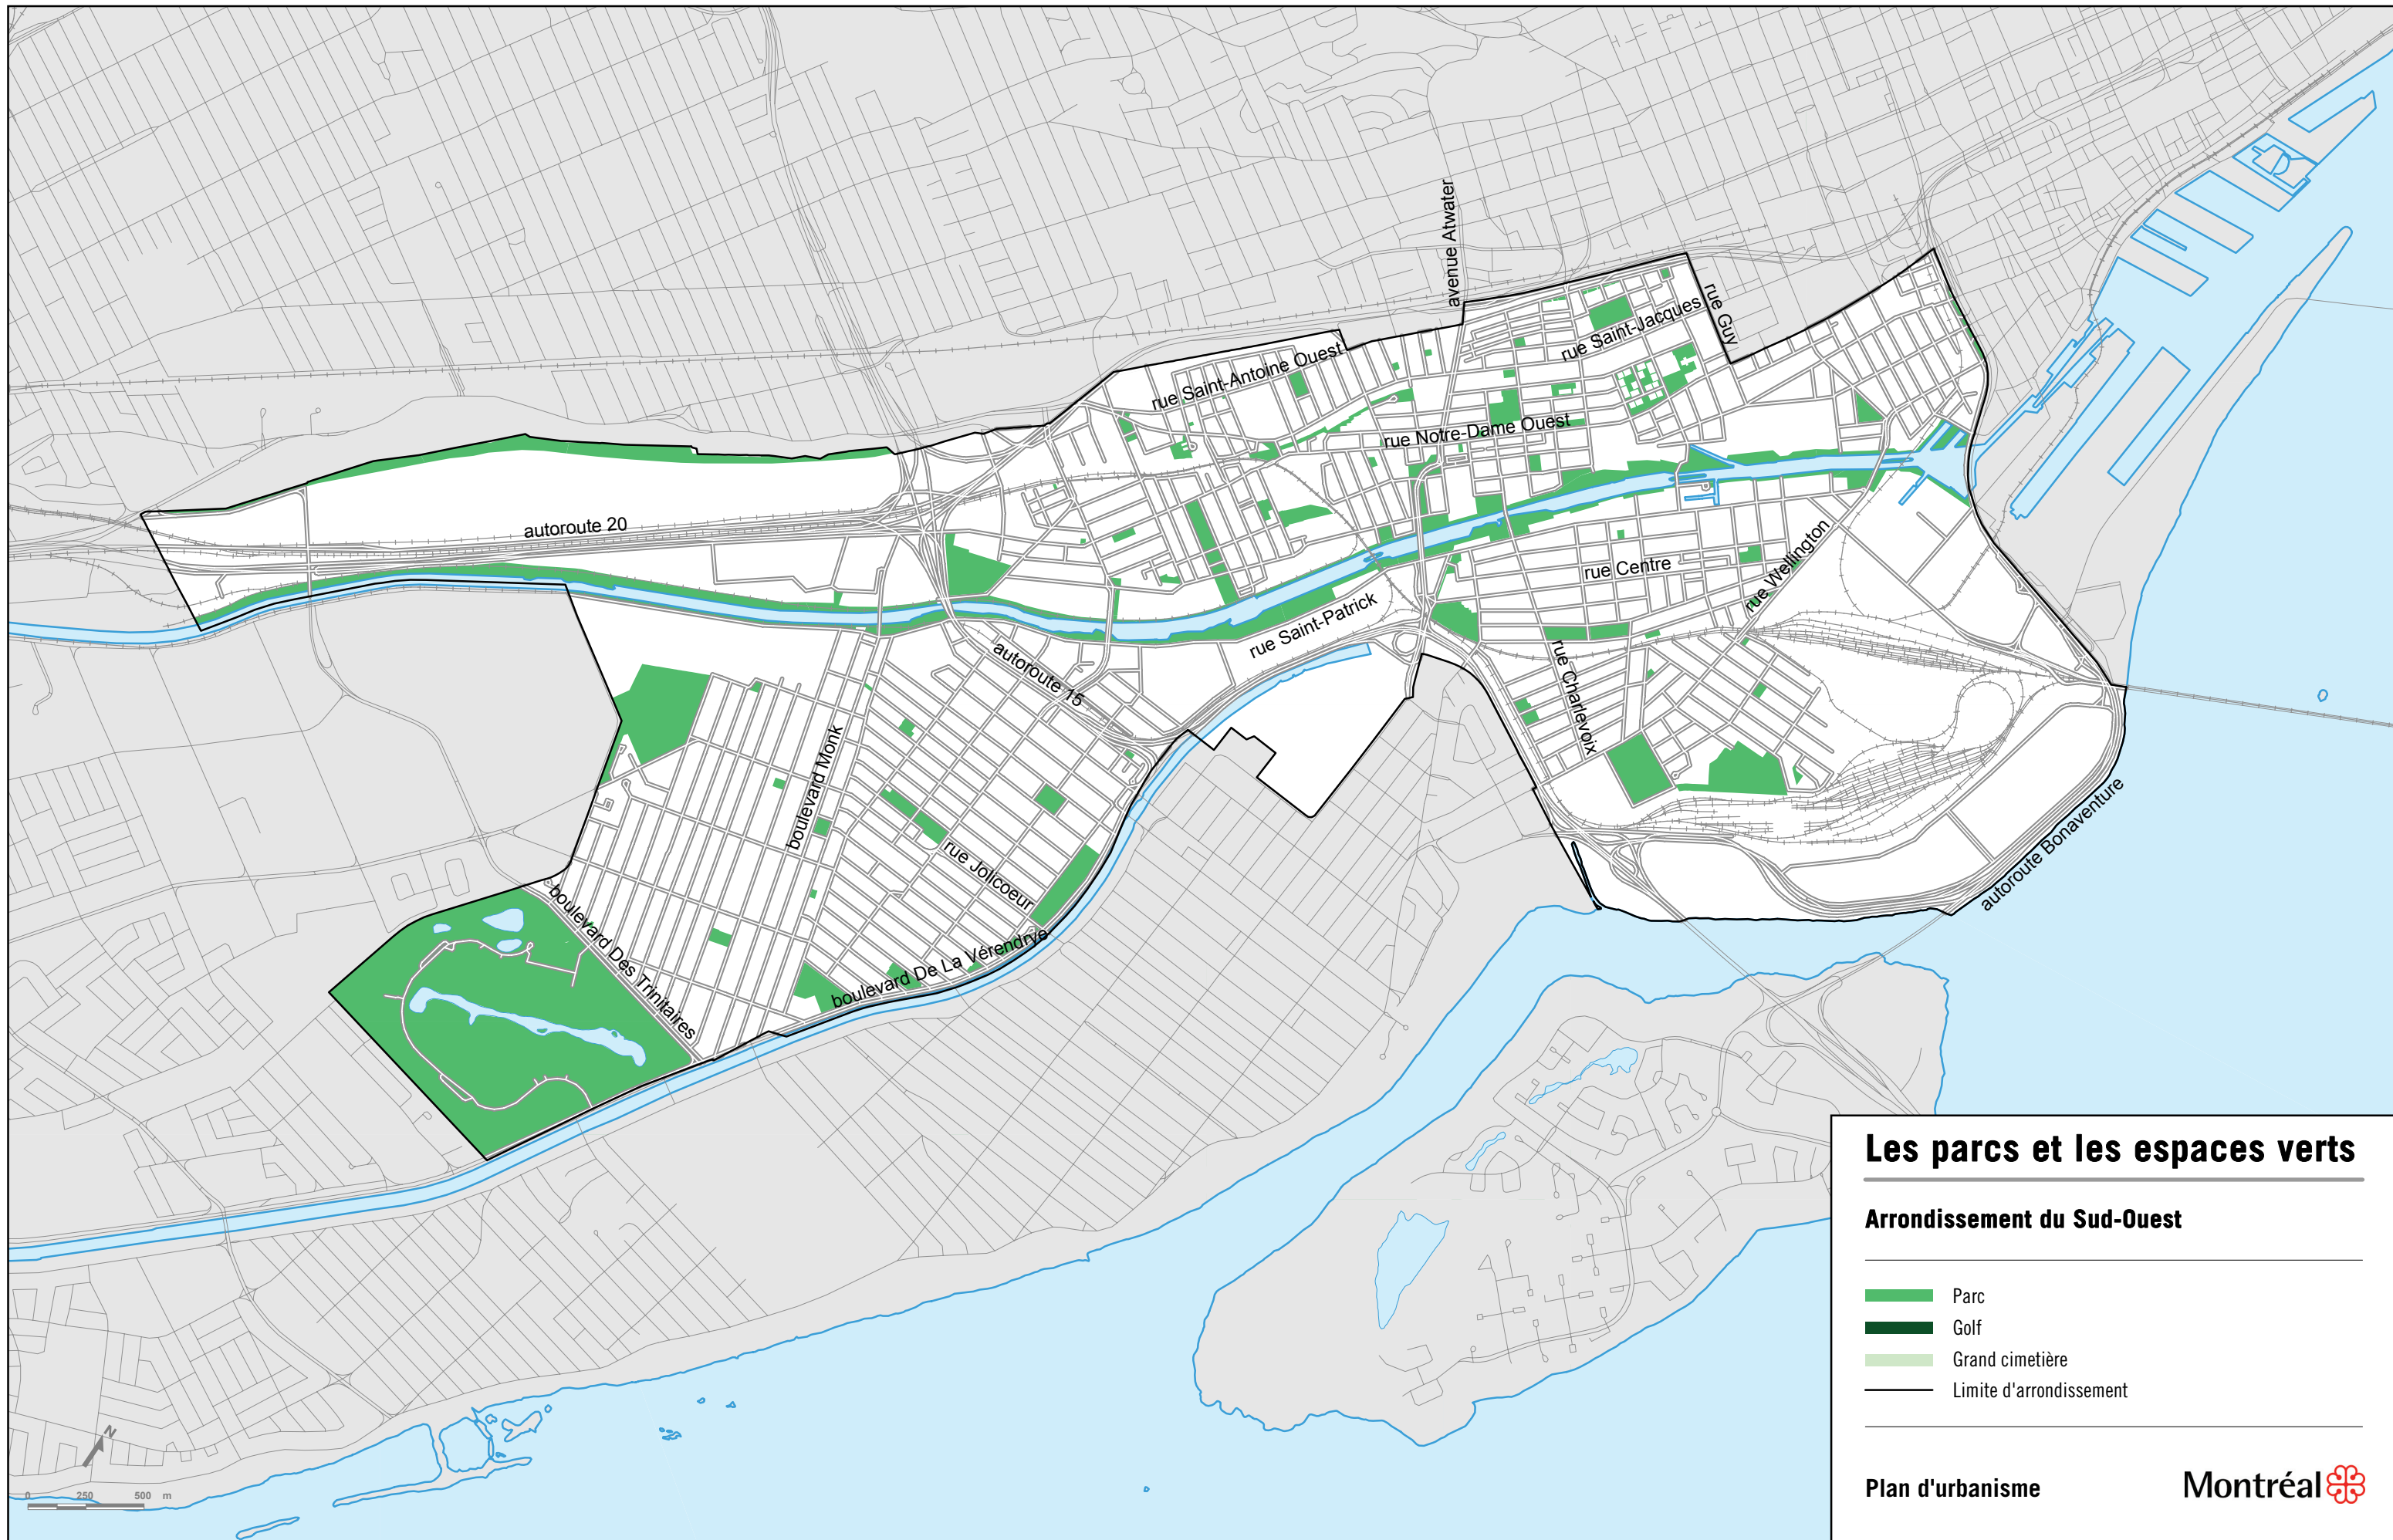 avenue Atwater
rue Guy
rue Saint-Jacques
rue Saint-Antoine Ouest
rue Notre-Dame Ouest
autoroute 20
rue Centre
rue Wellington
rue Saint-Patrick
autoroute 15
rue Charlevoix
boulevard Monk
rue Jolicoeur
autoroute Bonaventure
boulevard Des Trinitaires
boulevard De La Vérendrye
Les parcs et les espaces verts
Arrondissement du Sud-Ouest
Parc
Golf
Grand cimetière
Limite d'arrondissement
Plan d'urbanisme
Montréal
N
0 250 500 m